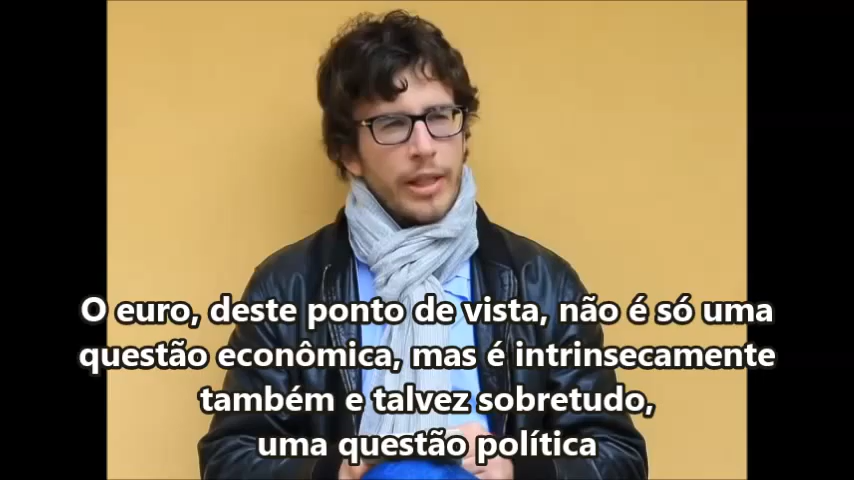 O euro, deste ponto de vista, não é só uma
questão econômica, mas é intrinsecamente
também e talvez sobretudo,
uma questão política